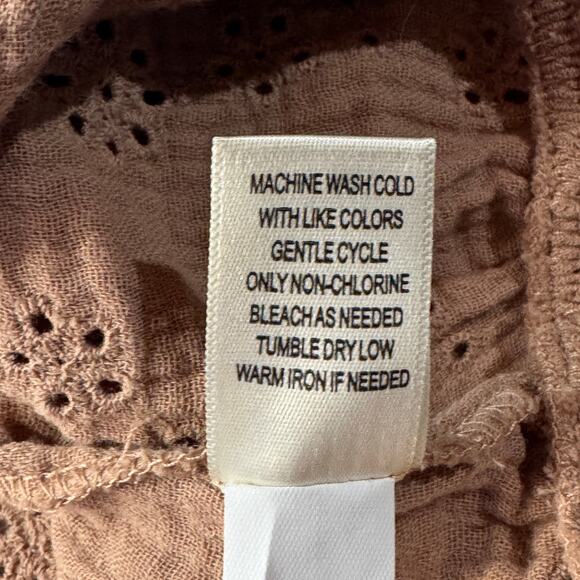 MACHINE WASH COLD
WITH LIKE COLORS
GENTLE CYCLE
ONLY NON-CHLORINE
BLEACH AS NEEDED
TUMBLE DRY LOW
WARM IRON IF NEEDED